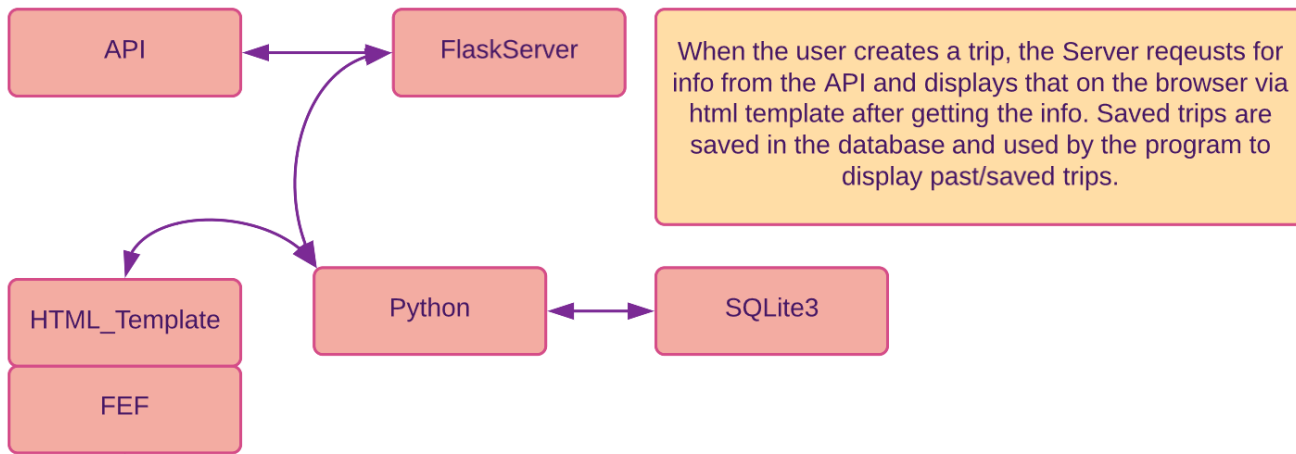 API
FlaskServer
When the user creates a trip, the Server reqeusts for
info from the API and displays that on the browser via
html template after getting the info. Saved trips are
saved in the database and used by the program to
display past/saved trips.
HTML_Template
Python
SQLite3
FEF